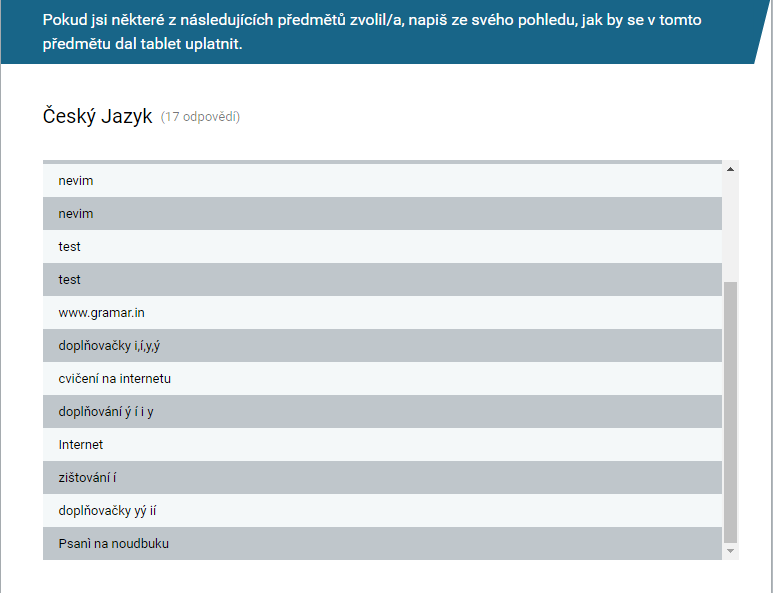 Pokud jsi některé z následujících předmětů zvolil/a, napiš ze svého pohledu, jak by se v tomto
předmětu dal tablet uplatnit.
Český Jazyk (17 odpovědí)
nevim
nevim
test
test
www.gramar.in
doplňovačky i,í,y,ý
cvičení na internetu
doplňování ý í i y
Internet
zištování í
doplňovačky yý ií
Psanì na noudbuku